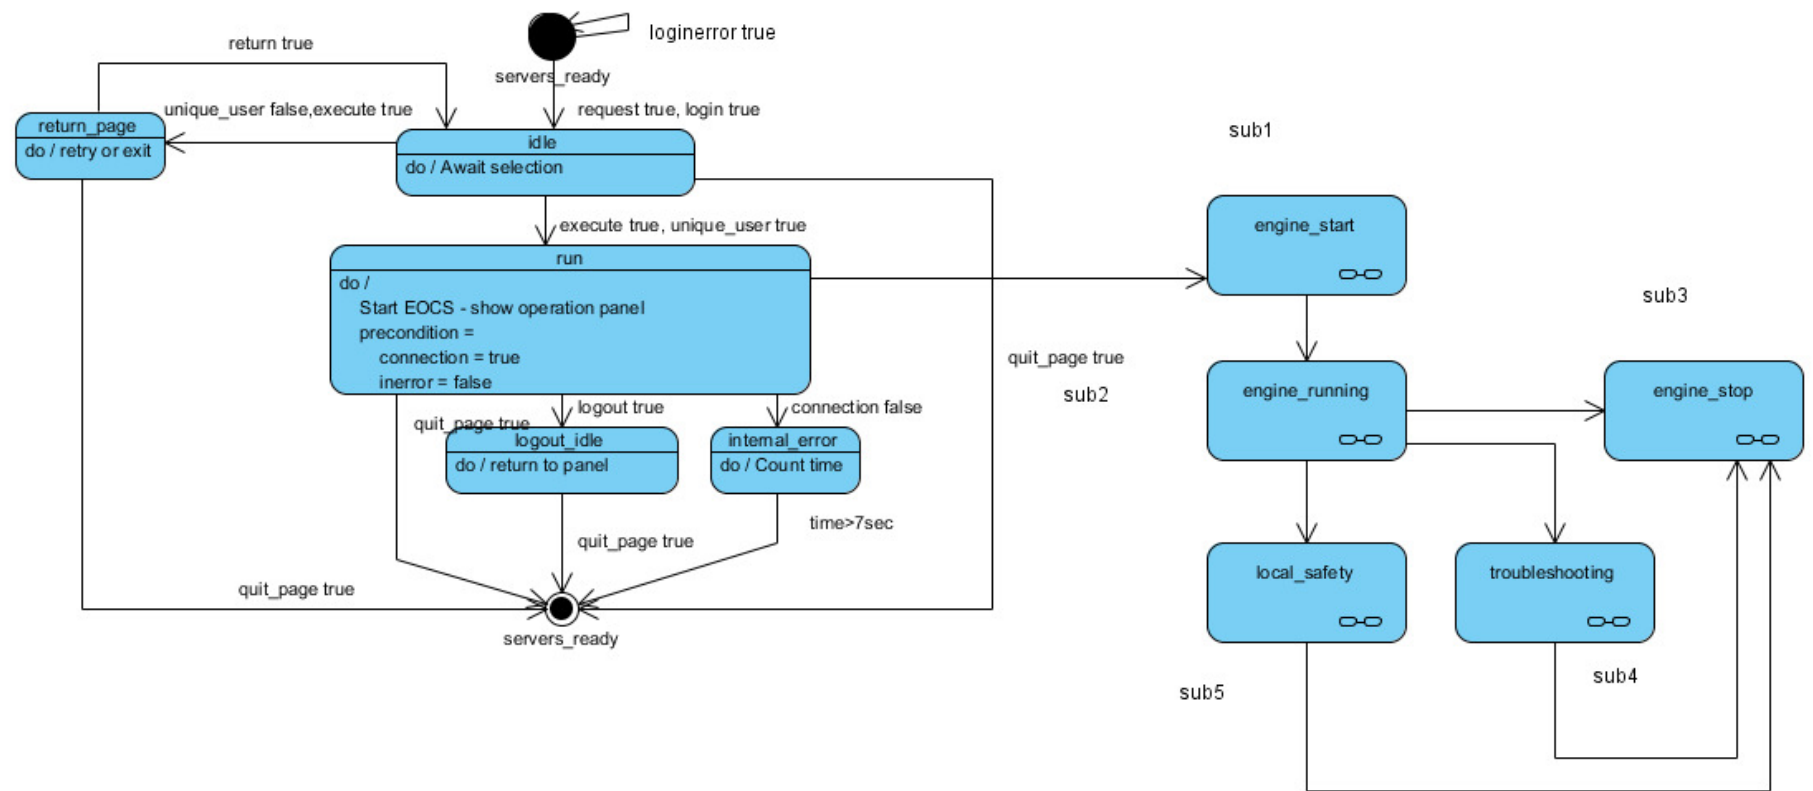 return true
loginerror true
servers_ready
unique_user false,execute true
request true, login true
return_page
do / retry or exit
idle
do / Await selection
sub1
execute true, unique_user true
engine_start
run
do /
Start EOCS - show operation panel
precondition =
connection = true
inerror = false
sub3
quit_page true
sub2
engine_running
engine_stop
logout true
connection false
quit_page true
logout_idle
do / return to panel
internal_error
do / Count time
time>7sec
quit_page true
local_safety
troubleshooting
quit_page true
servers_ready
sub4
sub5